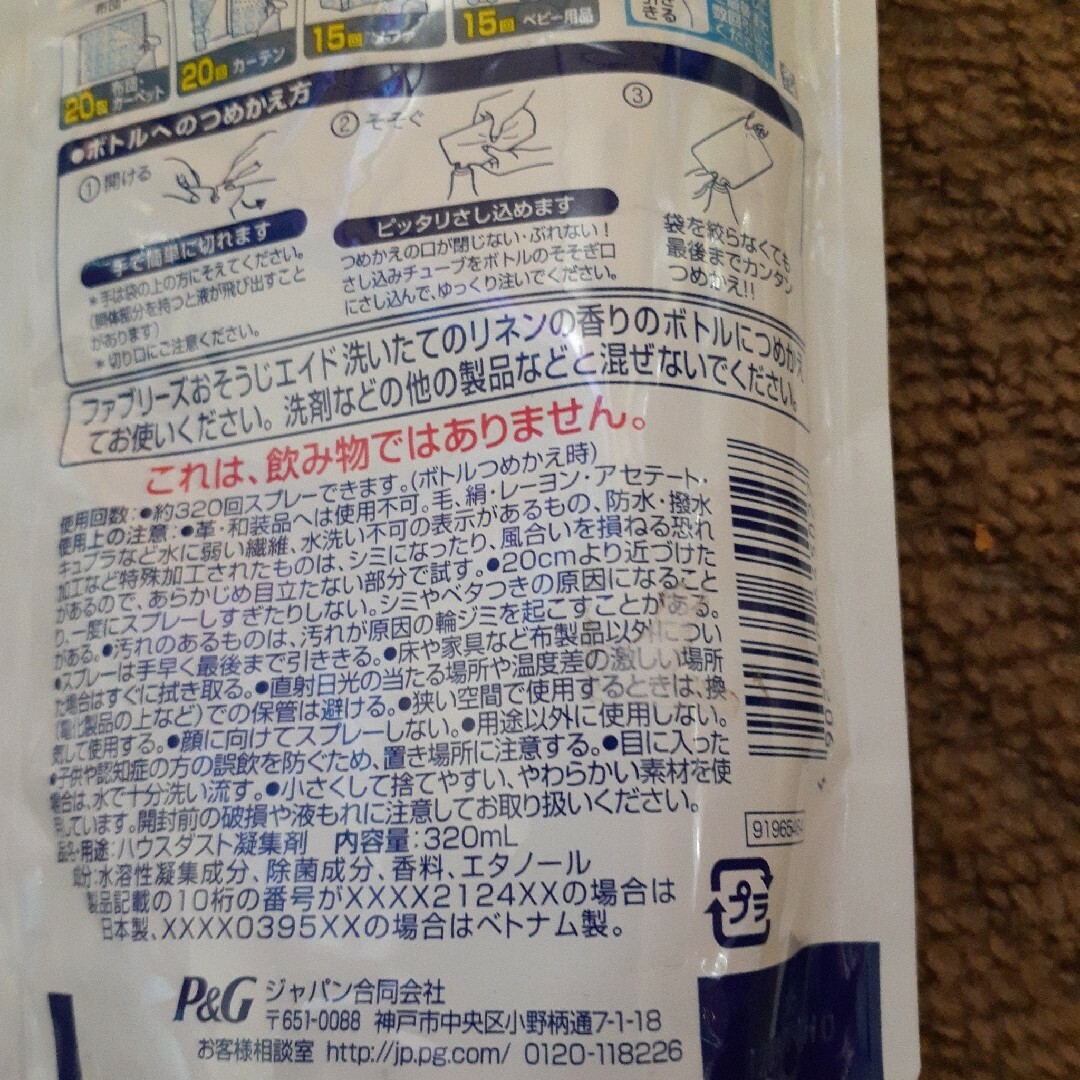 20回 布団・カーペット
20回 カーテン
15回 ソファ
15回 ベビー用品
●ボトルへのつめかえ方
①開ける
手で簡単に切れます
*手は袋の上の方にそえてください。
(胴体部分を持つと液が飛び出すこと
があります)
*切り口にご注意ください。
②そそぐ
ピッタリさし込めます
つめかえの口が閉じない・ぶれない!
さし込みチューブをボトルのそそぎ口
にさし込んで、ゆっくり注いでください。
③
袋を絞らなくても
最後までカンタン
つめかえ!!
ファブリーズおそうじエイド 洗いたてのリネンの香りのボトルにつめかえ
てお使いください。洗剤などの他の製品などと混ぜないでください。
これは、飲み物ではありません。
使用回数:●約320回スプレーできます。(ボトルつめかえ時)
使用上の注意:●革・和装品へは使用不可。毛、絹・レーヨン・アセテート・
キュプラなど水に弱い繊維、水洗い不可の表示があるもの、防水・撥水
加工など特殊加工されたものは、シミになったり、風合いを損ねる恐れ
があるので、あらかじめ目立たない部分で試す。●20cmより近づけた
り、一度にスプレーしすぎたりしない。シミやベタつきの原因になること
がある。●汚れのあるものは、汚れが原因の輪ジミを起こすことがある。
●スプレーは手早く最後まで引ききる。●床や家具など布製品以外につい
た場合はすぐに拭き取る。●直射日光の当たる場所や温度差の激しい場所
(電化製品の上など)での保管は避ける。●狭い空間で使用するときは、換
気して使用する。●顔に向けてスプレーしない。●用途以外に使用しない。
●子供や認知症の方の誤飲を防ぐため、置き場所に注意する。●目に入った
場合は、水で十分洗い流す。●小さくして捨てやすい、やわらかい素材を使
用しています。開封前の破損や液もれに注意してお取り扱いください。
品名・用途:ハウスダスト凝集剤 内容量:320mL
成分:水溶性凝集成分、除菌成分、香料、エタノール
製品記載の10桁の番号がXXXX2124XXの場合は
日本製、XXXX0395XXの場合はベトナム製。
プラ
P&G ジャパン合同会社
〒651-0088 神戸市中央区小野柄通7-1-18
お客様相談室 http://jp.pg.com/ 0120-118226